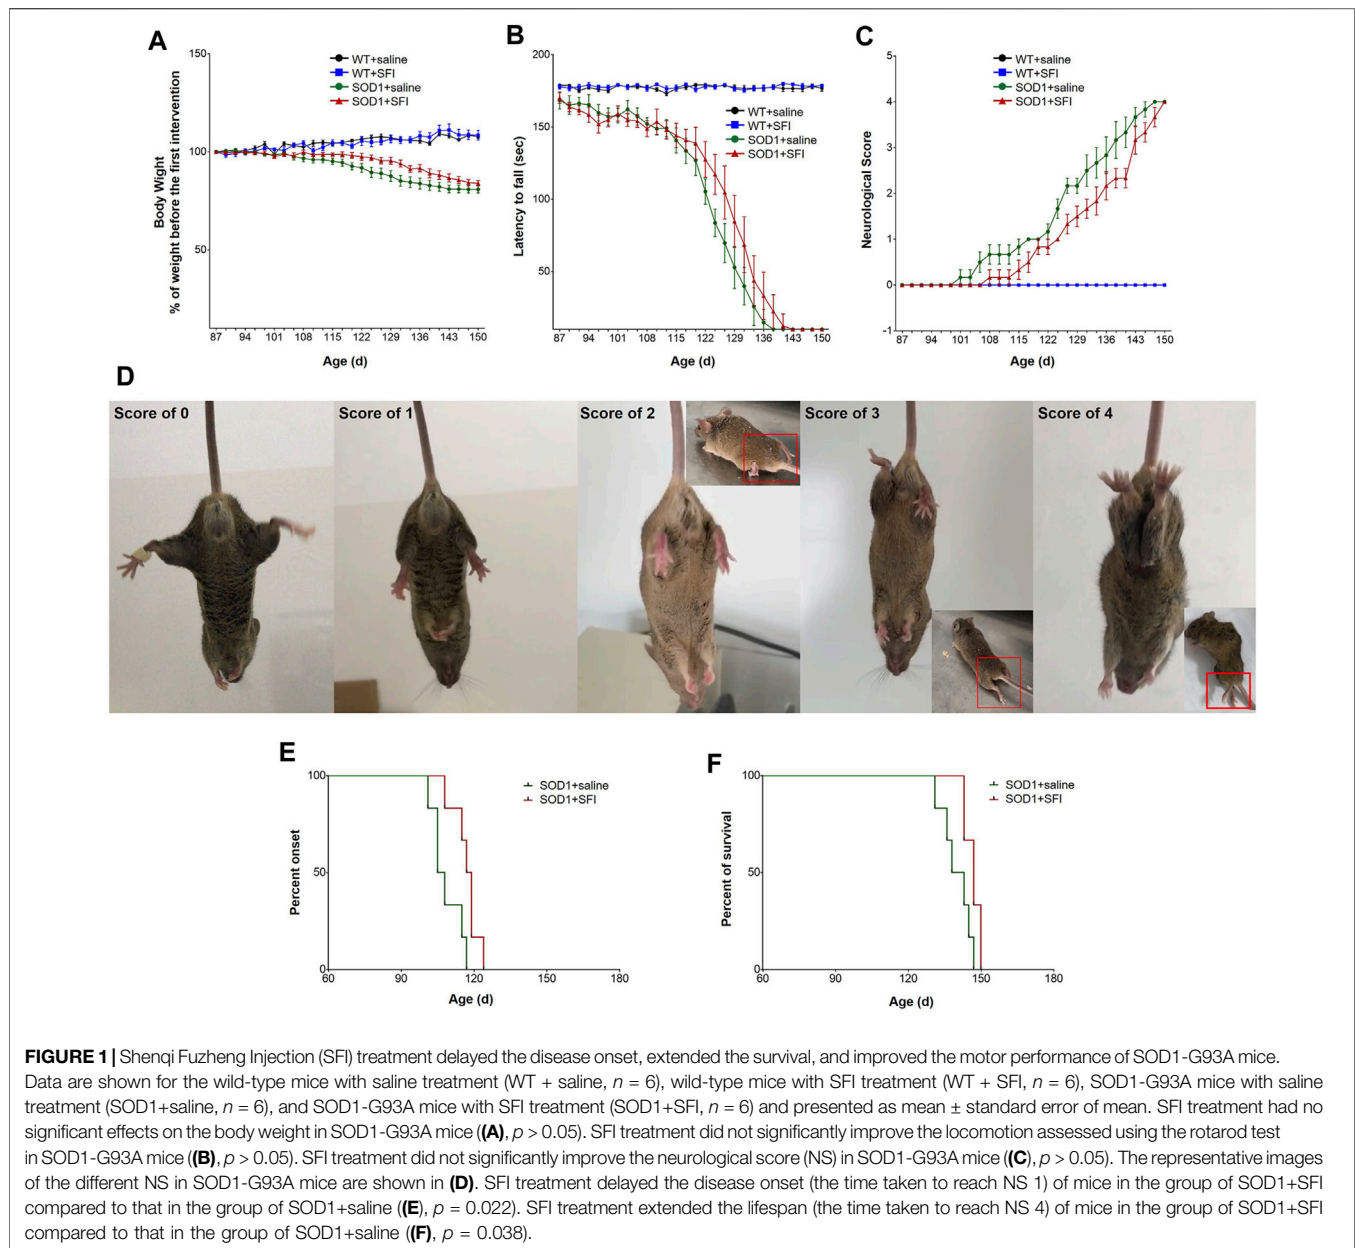 A
150
100
50
Body Wight
% of weight before the first intervention
WT+saline
WT+SFI
SOD1+saline
SOD1+SFI
87 94 101 108 115 122 129 136 143 150
Age (d)
B
200
150
100
50
Latency to fall (sec)
WT+saline
WT+SFI
SOD1+saline
SOD1+SFI
87 94 101 108 115 122 129 136 143 150
Age (d)
C
5
4
3
2
1
0
-1
Neurological Score
WT+saline
WT+SFI
SOD1+saline
SOD1+SFI
87 94 101 108 115 122 129 136 143 150
Age (d)
D
Score of 0
Score of 1
Score of 2
Score of 3
Score of 4
E
100
50
0
Percent onset
SOD1+saline
SOD1+SFI
60 90 120 150 180
Age (d)
F
100
50
0
Percent of survival
SOD1+saline
SOD1+SFI
60 90 120 150 180
Age (d)
FIGURE 1 | Shenqi Fuzheng Injection (SFI) treatment delayed the disease onset, extended the survival, and improved the motor performance of SOD1-G93A mice.
Data are shown for the wild-type mice with saline treatment (WT + saline, n = 6), wild-type mice with SFI treatment (WT + SFI, n = 6), SOD1-G93A mice with saline
treatment (SOD1+saline, n = 6), and SOD1-G93A mice with SFI treatment (SOD1+SFI, n = 6) and presented as mean ± standard error of mean. SFI treatment had no
significant effects on the body weight in SOD1-G93A mice ((A), p > 0.05). SFI treatment did not significantly improve the locomotion assessed using the rotarod test
in SOD1-G93A mice ((B), p > 0.05). SFI treatment did not significantly improve the neurological score (NS) in SOD1-G93A mice ((C), p > 0.05). The representative images
of the different NS in SOD1-G93A mice are shown in (D). SFI treatment delayed the disease onset (the time taken to reach NS 1) of mice in the group of SOD1+SFI
compared to that in the group of SOD1+saline ((E), p = 0.022). SFI treatment extended the lifespan (the time taken to reach NS 4) of mice in the group of SOD1+SFI
compared to that in the group of SOD1+saline ((F), p = 0.038).